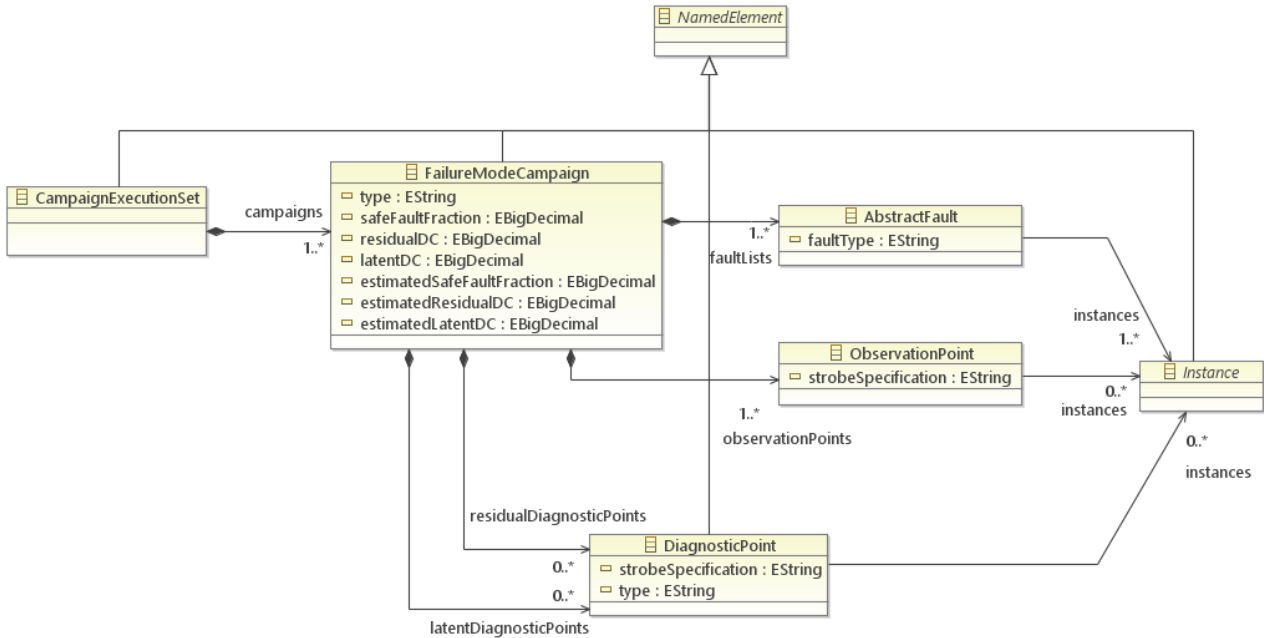 NamedElement
CampaignExecutionSet
campaigns
1..*
FailureModeCampaign
type : EString
safeFaultFraction : EBigDecimal
residualDC : EBigDecimal
latentDC : EBigDecimal
estimatedSafeFaultFraction : EBigDecimal
estimatedResidualDC : EBigDecimal
estimatedLatentDC : EBigDecimal
AbstractFault
faultType : EString
1..*
faultLists
instances
1..*
ObservationPoint
strobeSpecification : EString
1..*
observationPoints
0..*
instances
Instance
0..*
instances
residualDiagnosticPoints
0..*
0..*
latentDiagnosticPoints
DiagnosticPoint
strobeSpecification : EString
type : EString